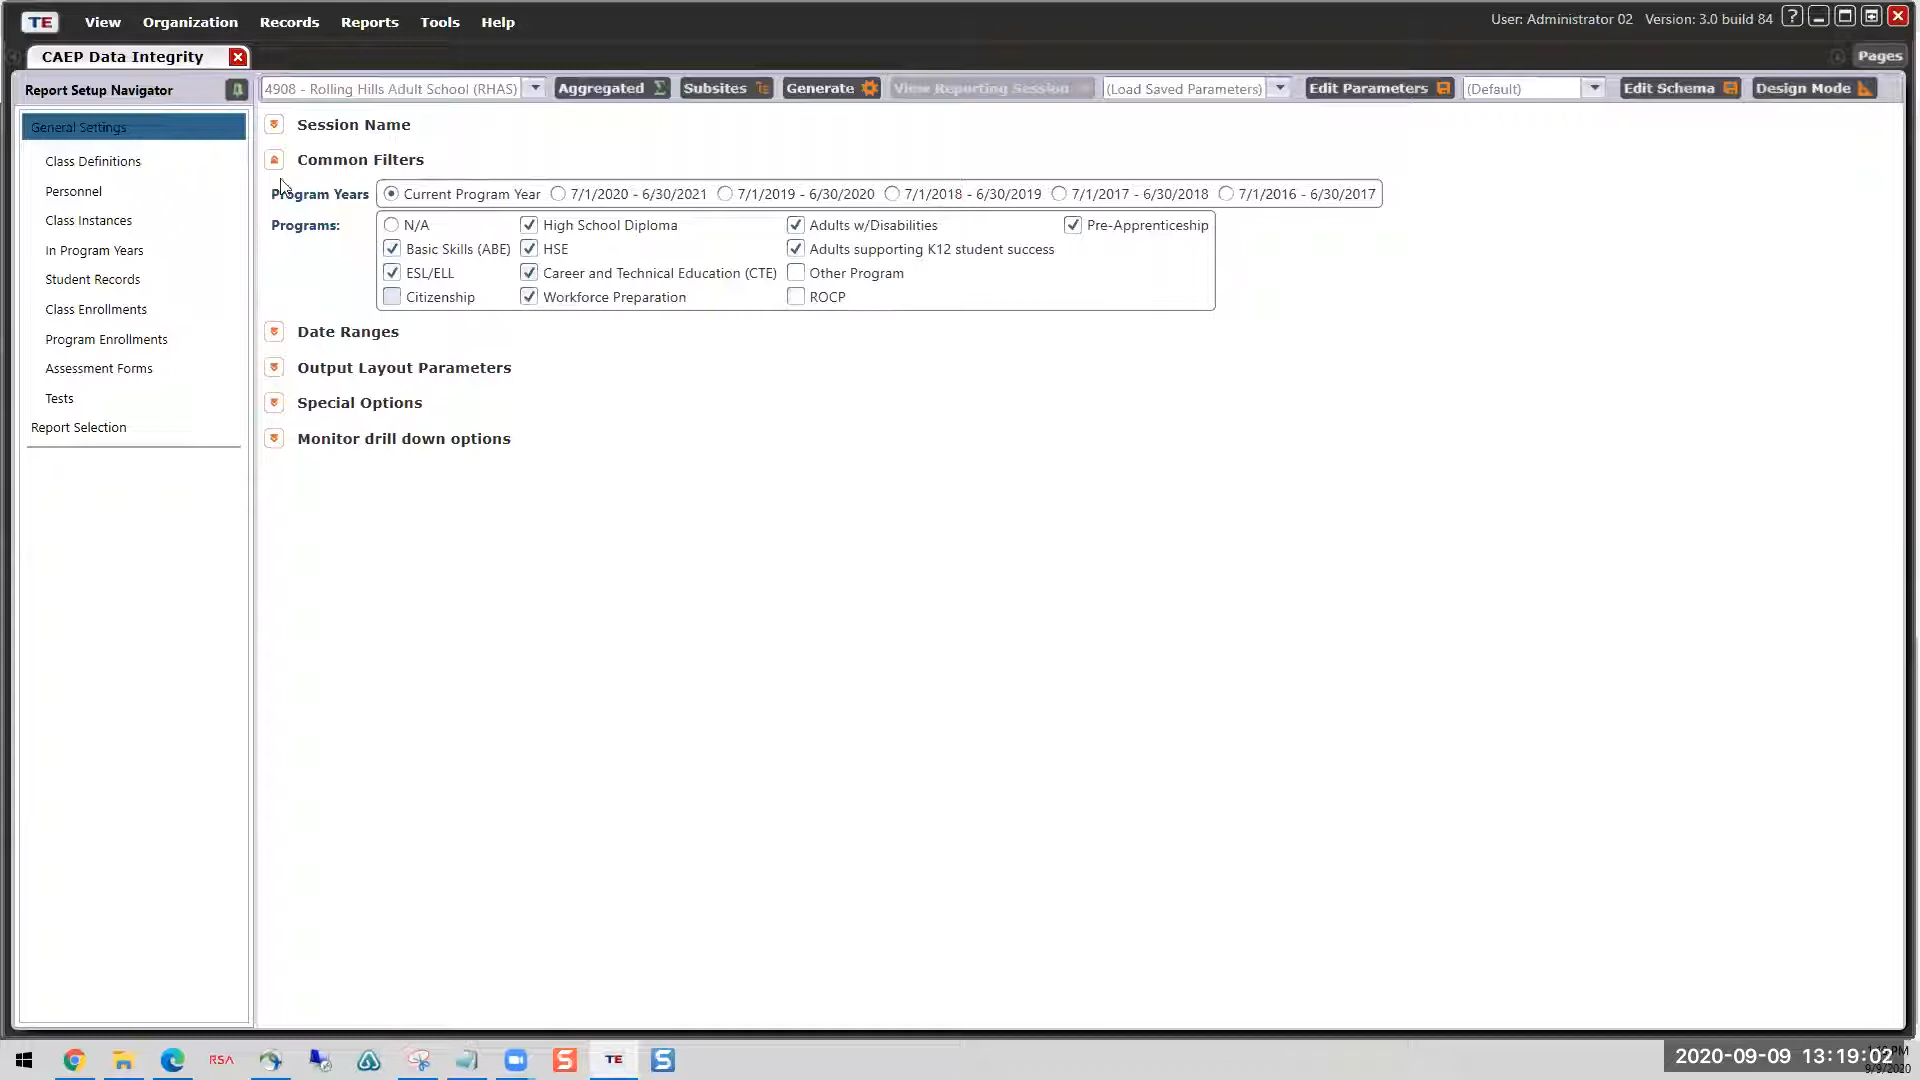 TE View Organization Records Reports Tools Help User: Administrator 02 Version: 3.0 build 84 ?
CAEP Data Integrity Pages
Report Setup Navigator 4908 - Rolling Hills Adult School (RHAS) Aggregated Subsites Generate View Reporting Session (Load Saved Parameters) Edit Parameters (Default) Edit Schema Design Mode
General Settings
Class Definitions
Personnel
Class Instances
In Program Years
Student Records
Class Enrollments
Program Enrollments
Assessment Forms
Tests
Report Selection
Session Name
Common Filters
Program Years Current Program Year 7/1/2020 - 6/30/2021 7/1/2019 - 6/30/2020 7/1/2018 - 6/30/2019 7/1/2017 - 6/30/2018 7/1/2016 - 6/30/2017
Programs: N/A High School Diploma Adults w/Disabilities Pre-Apprenticeship
Basic Skills (ABE) HSE Adults supporting K12 student success
ESL/ELL Career and Technical Education (CTE) Other Program
Citizenship Workforce Preparation ROCP
Date Ranges
Output Layout Parameters
Special Options
Monitor drill down options
RSA TE S S
2020-09-09 13:19:02
9/9/2020